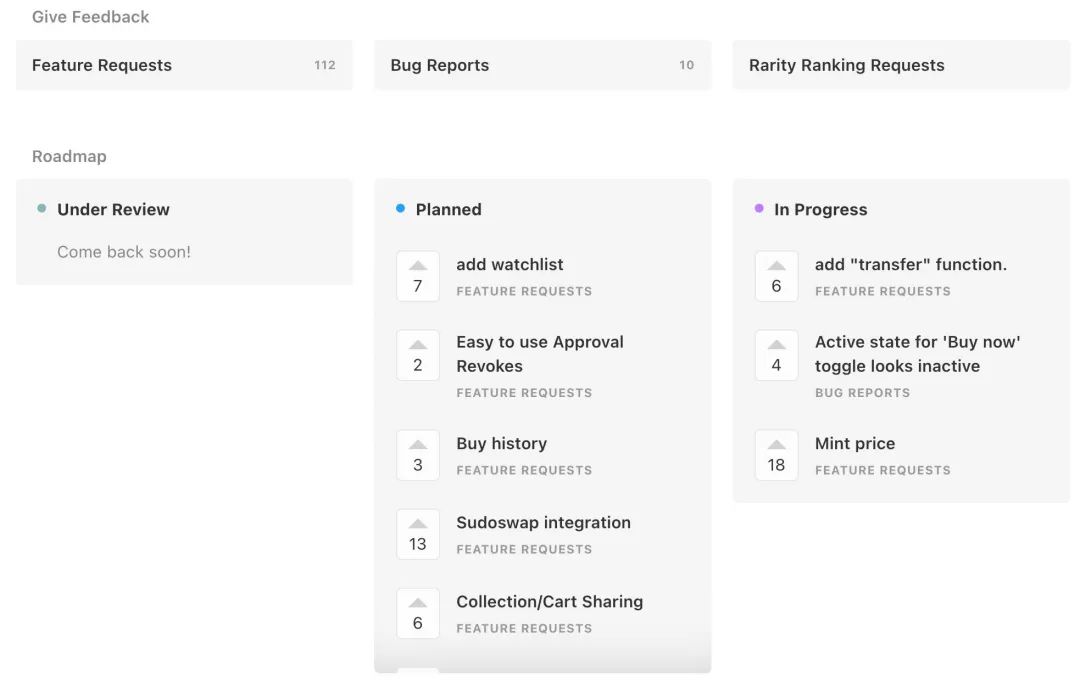 Give Feedback
Feature Requests 112
Bug Reports 10
Rarity Ranking Requests
Roadmap
Under Review
Come back soon!
Planned
add watchlist
7
FEATURE REQUESTS
Easy to use Approval
Revokes
2
FEATURE REQUESTS
Buy history
3
FEATURE REQUESTS
Sudoswap integration
13
FEATURE REQUESTS
Collection/Cart Sharing
6
FEATURE REQUESTS
In Progress
add "transfer" function.
6
FEATURE REQUESTS
Active state for 'Buy now'
toggle looks inactive
4
BUG REPORTS
Mint price
18
FEATURE REQUESTS